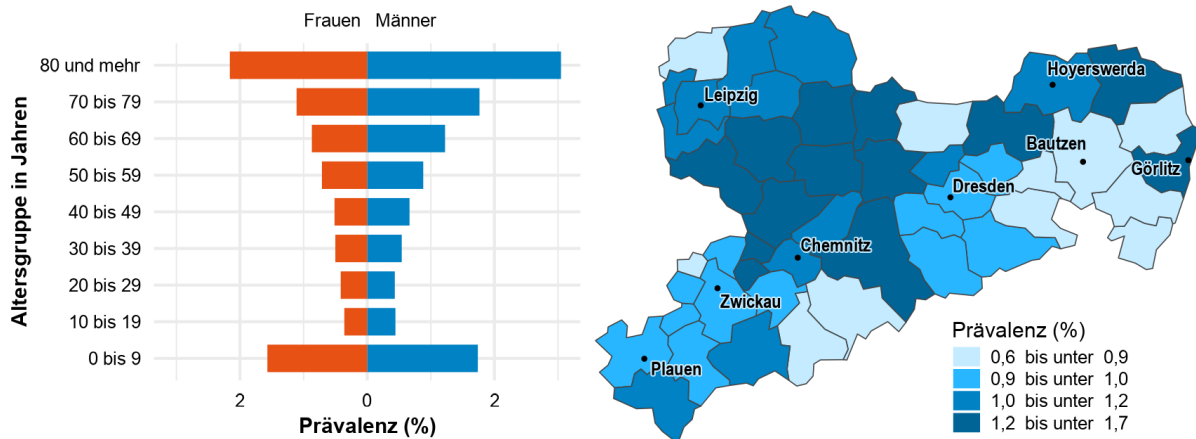 Frauen Männer
Altersgruppe in Jahren
80 und mehr
70 bis 79
60 bis 69
50 bis 59
40 bis 49
30 bis 39
20 bis 29
10 bis 19
0 bis 9
2 0 2
Prävalenz (%)
Hoyerswerda
Leipzig
Bautzen
Görlitz
Dresden
Chemnitz
Zwickau
Plauen
Prävalenz (%)
0,6 bis unter 0,9
0,9 bis unter 1,0
1,0 bis unter 1,2
1,2 bis unter 1,7